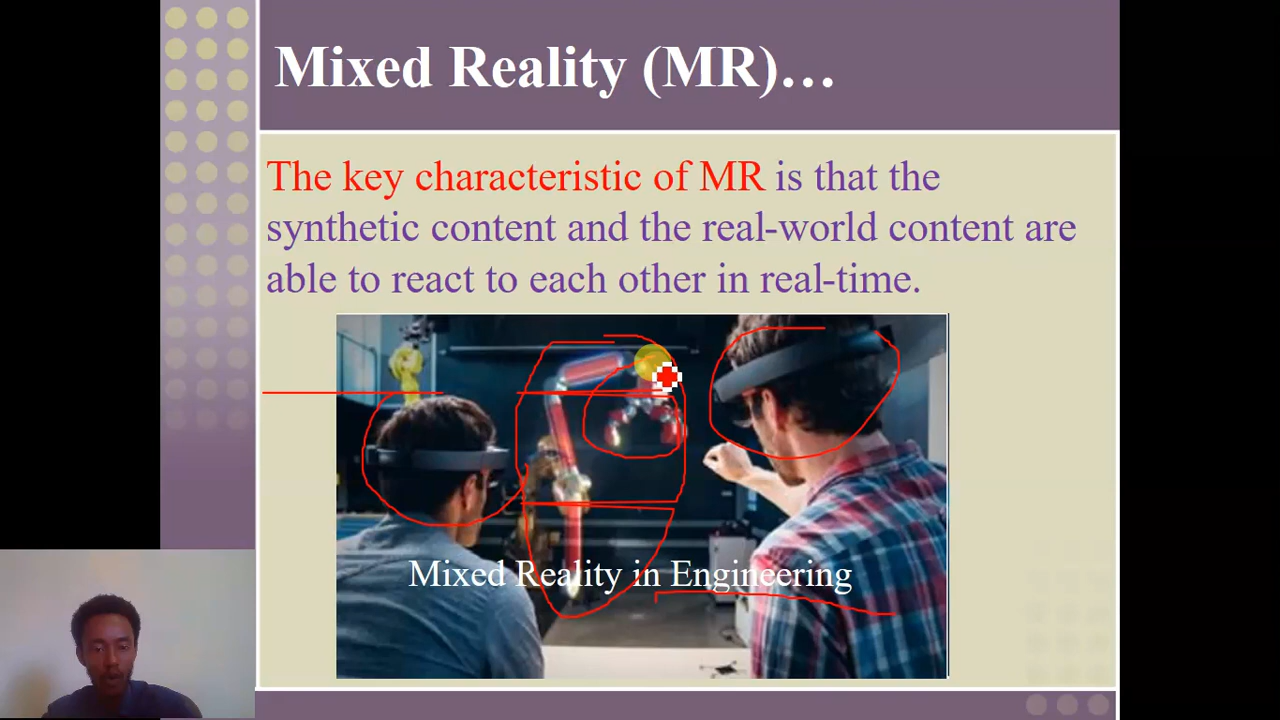 Mixed Reality (MR)…
The key characteristic of MR is that the
synthetic content and the real-world content are
able to react to each other in real-time.
Mixed Reality in Engineering